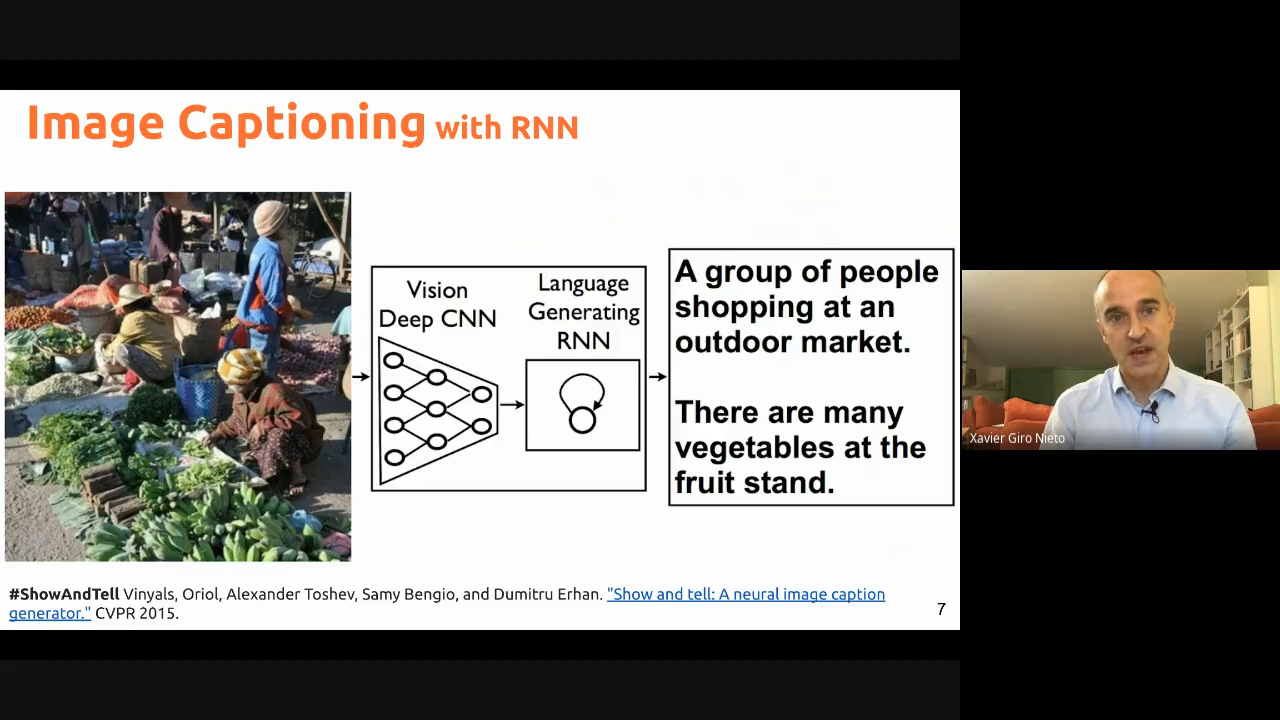 Image Captioning with RNN
Vision
Deep CNN
Language
Generating
RNN
A group of people
shopping at an
outdoor market.
There are many
vegetables at the
fruit stand.
#ShowAndTell Vinyals, Oriol, Alexander Toshev, Samy Bengio, and Dumitru Erhan. "Show and tell: A neural image caption
generator." CVPR 2015.
7
Xavier Giro Nieto